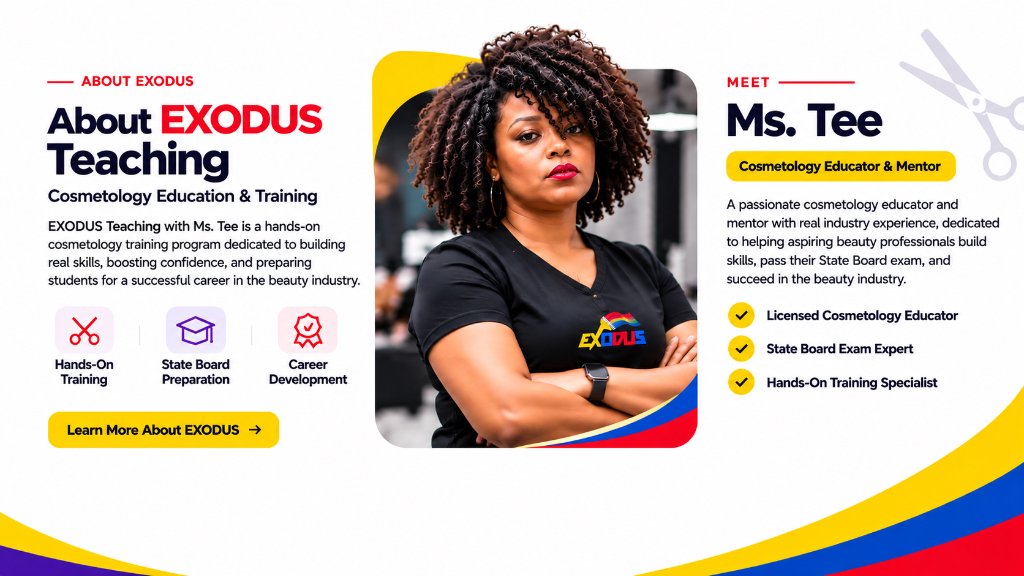 ABOUT EXODUS
About EXODUS
Teaching
Cosmetology Education & Training
EXODUS Teaching with Ms. Tee is a hands-on
cosmetology training program dedicated to building
real skills, boosting confidence, and preparing
students for a successful career in the beauty industry.
Hands-On
Training
State Board
Preparation
Career
Development
Learn More About EXODUS →
EXODUS
MEET
Ms. Tee
Cosmetology Educator & Mentor
A passionate cosmetology educator and
mentor with real industry experience, dedicated
to helping aspiring beauty professionals build
skills, pass their State Board exam, and
succeed in the beauty industry.
Licensed Cosmetology Educator
State Board Exam Expert
Hands-On Training Specialist